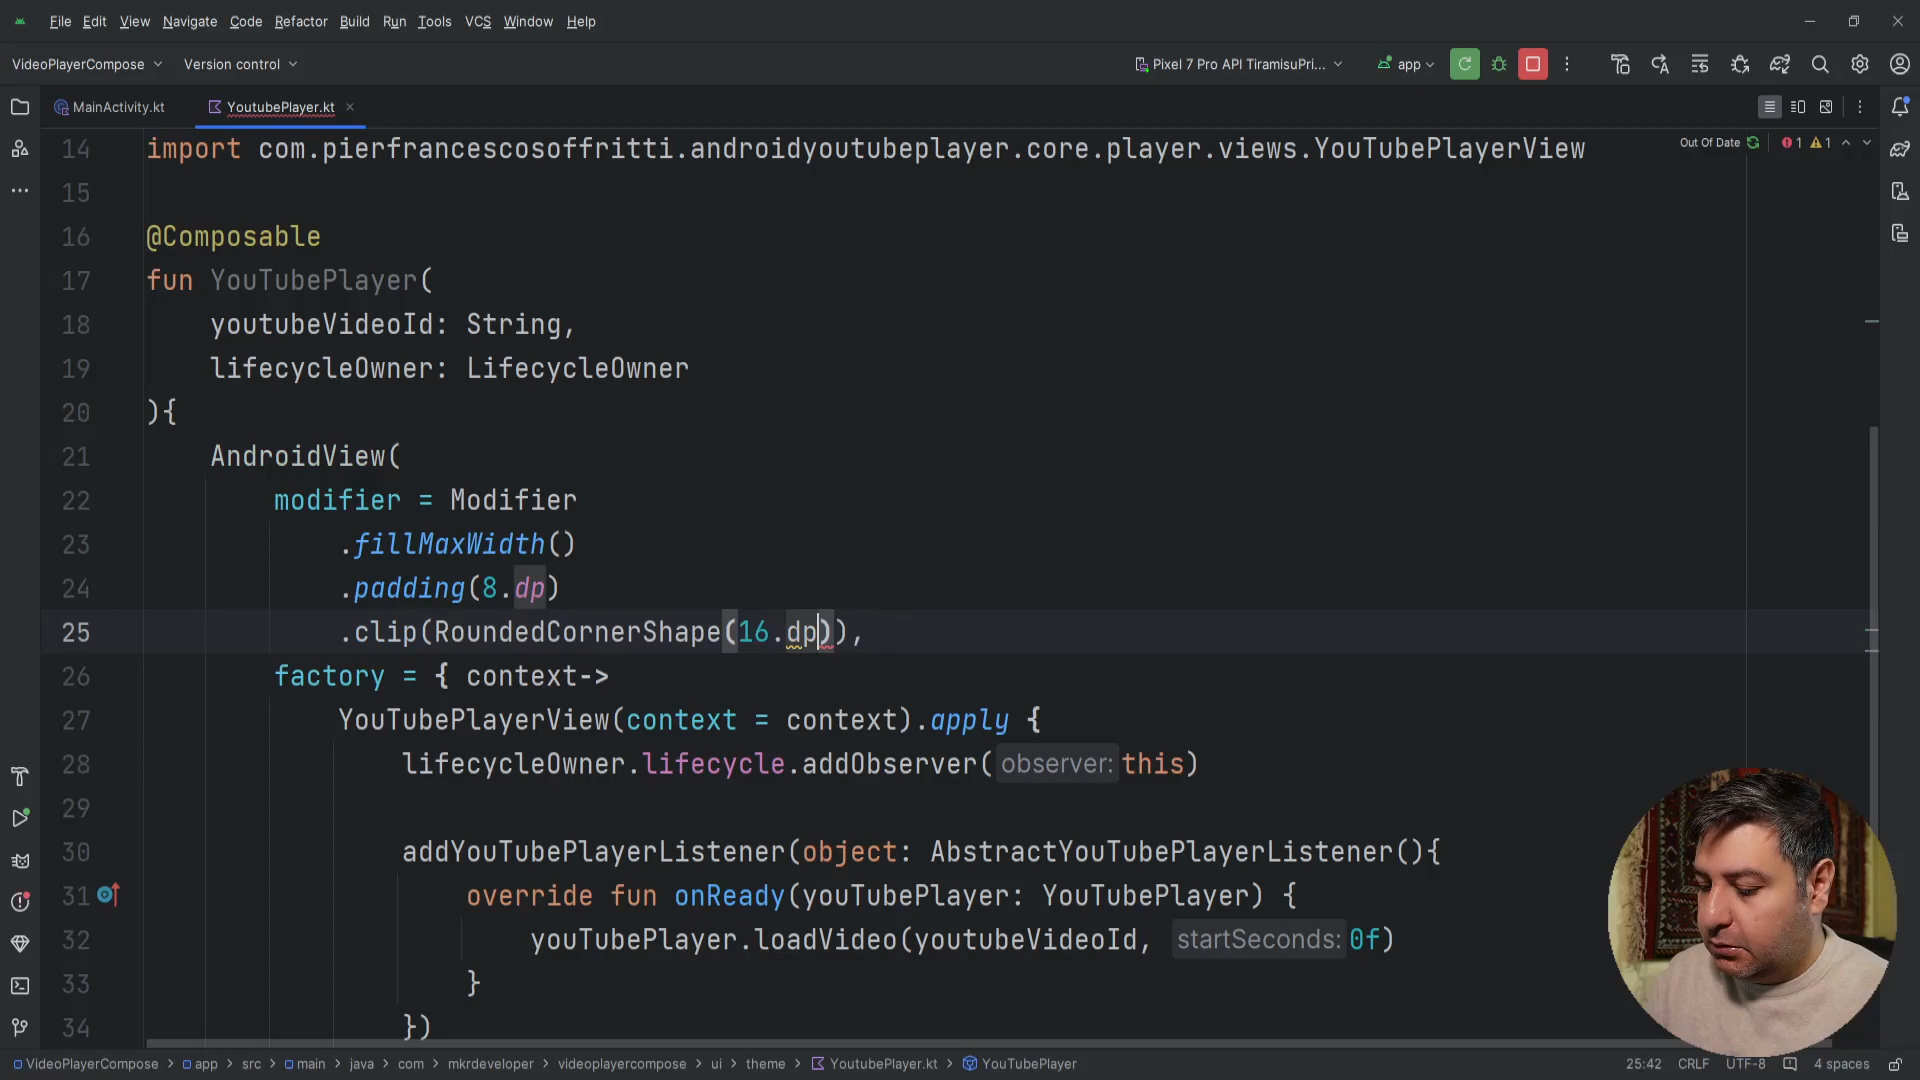 File Edit View Navigate Code Refactor Build Run Tools VCS Window Help
VideoPlayerCompose Version control Pixel 7 Pro API TiramisuPri... app
MainActivity.kt YoutubePlayer.kt
Out Of Date 1 1
14 import com.pierfrancescosoffritti.androidyoutubeplayer.core.player.views.YouTubePlayerView
15
16 @Composable
17 fun YouTubePlayer(
18 youtubeVideoId: String,
19 lifecycleOwner: LifecycleOwner
20 ){
21 AndroidView(
22 modifier = Modifier
23 .fillMaxWidth()
24 .padding(8.dp)
25 .clip(RoundedCornerShape(16.dp)),
26 factory = { context->
27 YouTubePlayerView(context = context).apply {
28 lifecycleOwner.lifecycle.addObserver( observer: this)
29
30 addYouTubePlayerListener(object: AbstractYouTubePlayerListener(){
31 override fun onReady(youTubePlayer: YouTubePlayer) {
32 youTubePlayer.loadVideo(youtubeVideoId, startSeconds: 0f)
33 }
34 })
VideoPlayerCompose > app > src > main > java > com > mkrdeveloper > videoplayercompose > ui > theme > YoutubePlayer.kt > YouTubePlayer 25:42 CRLF UTF-8 4 spaces